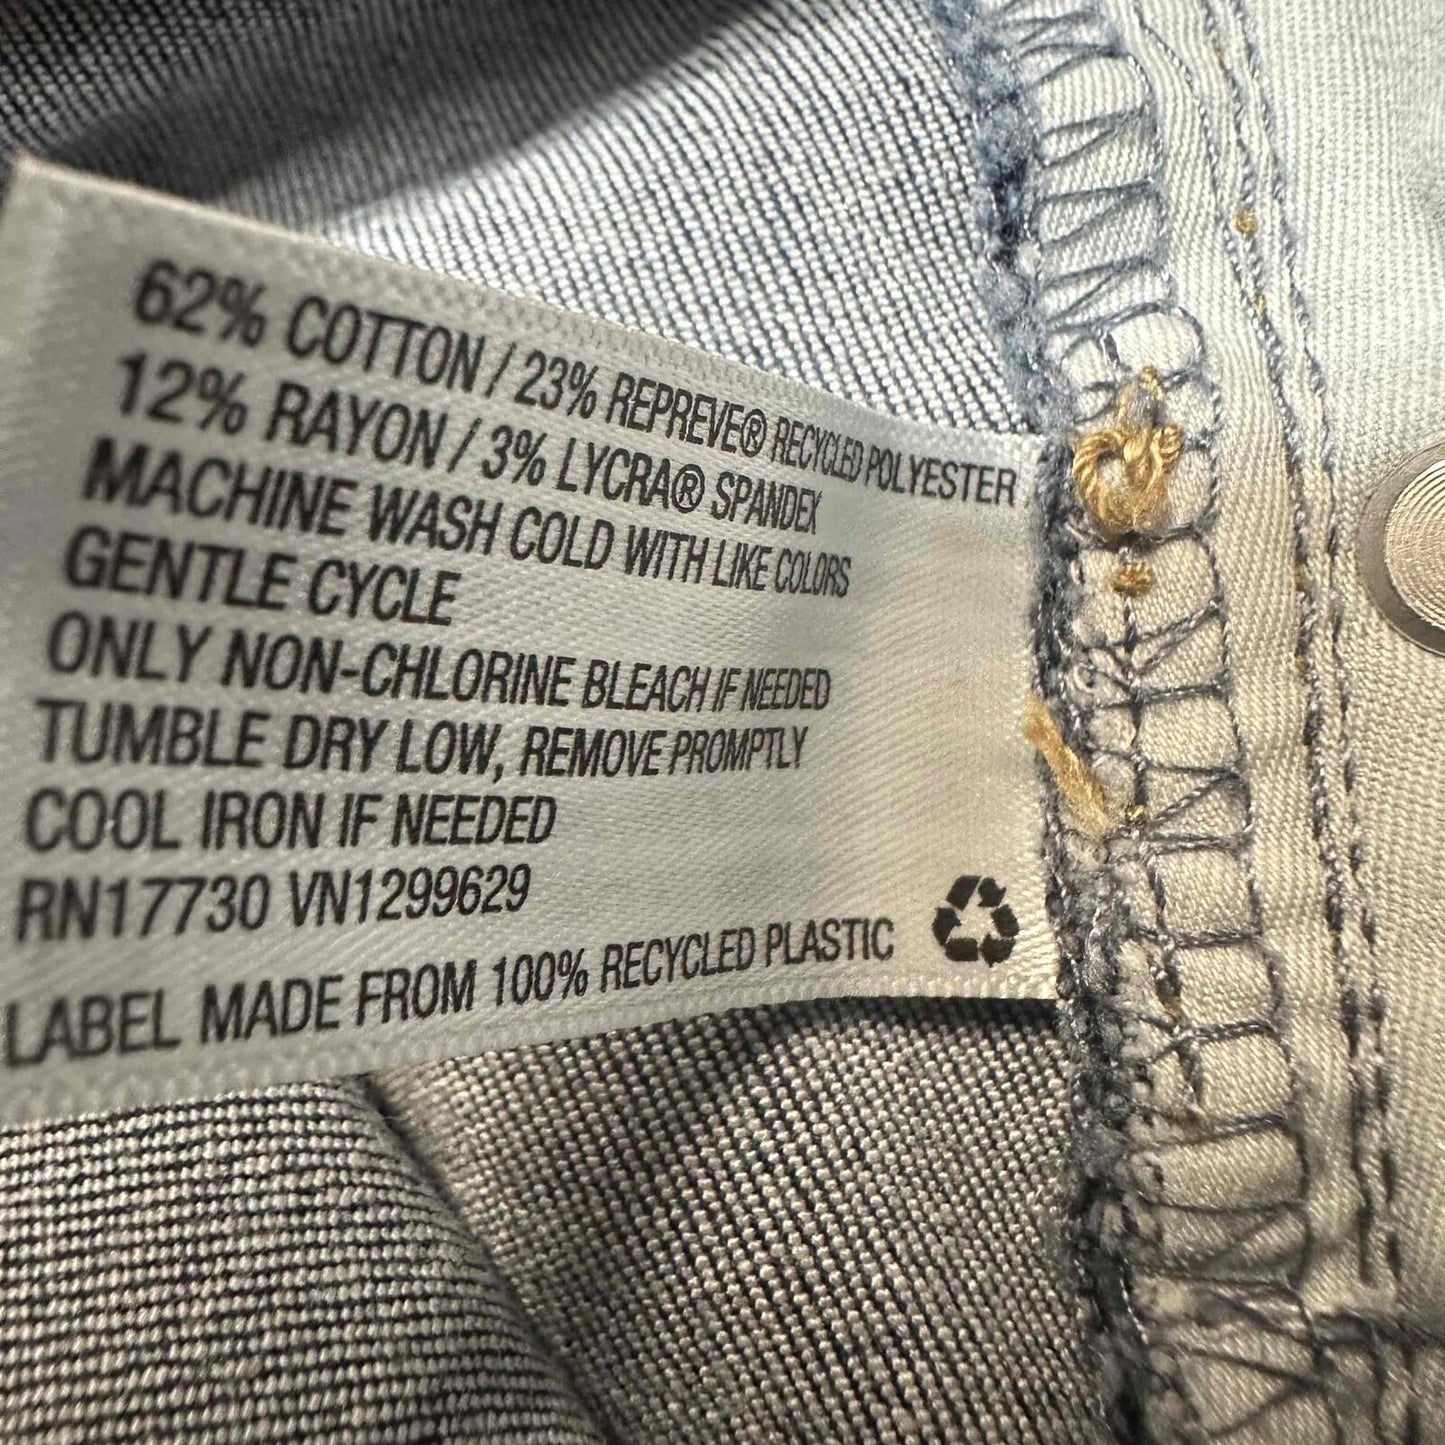 62% COTTON / 23% REPREVE® RECYCLED POLYESTER
12% RAYON / 3% LYCRA® SPANDEX
MACHINE WASH COLD WITH LIKE COLORS
GENTLE CYCLE
ONLY NON-CHLORINE BLEACH IF NEEDED
TUMBLE DRY LOW, REMOVE PROMPTLY
COOL IRON IF NEEDED
RN17730 VN1299629
LABEL MADE FROM 100% RECYCLED PLASTIC